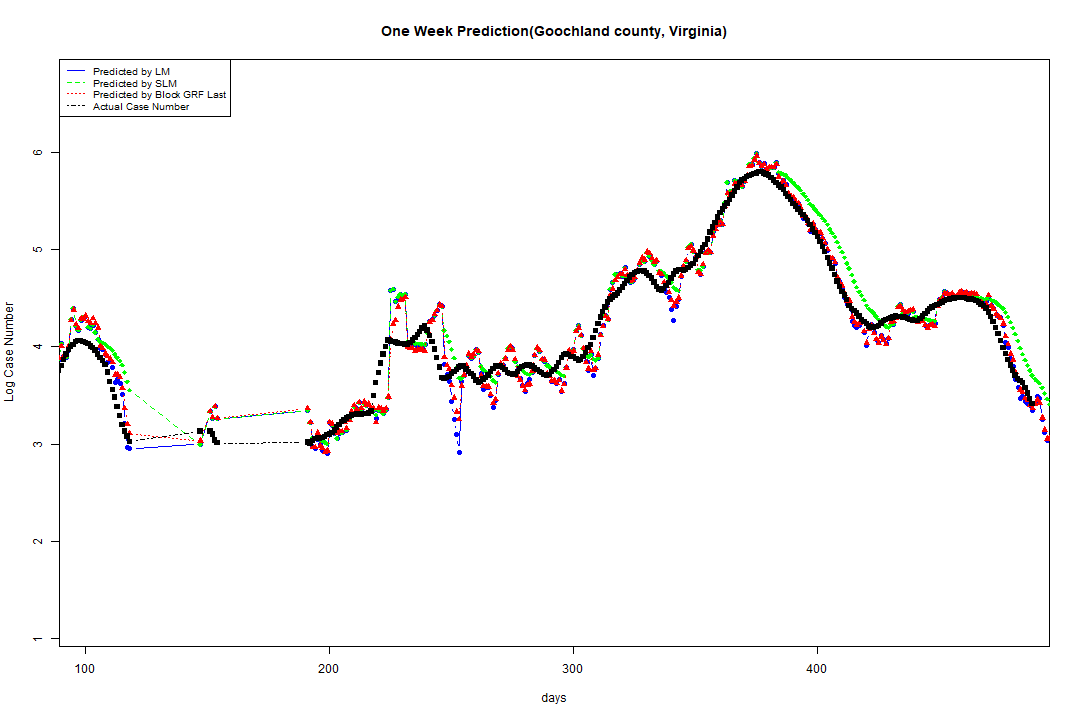 One Week Prediction(Goochland county, Virginia)
Predicted by LM
Predicted by SLM
Predicted by Block GRF Last
Actual Case Number
Log Case Number
6
5
4
3
2
1
100 200 300 400
days